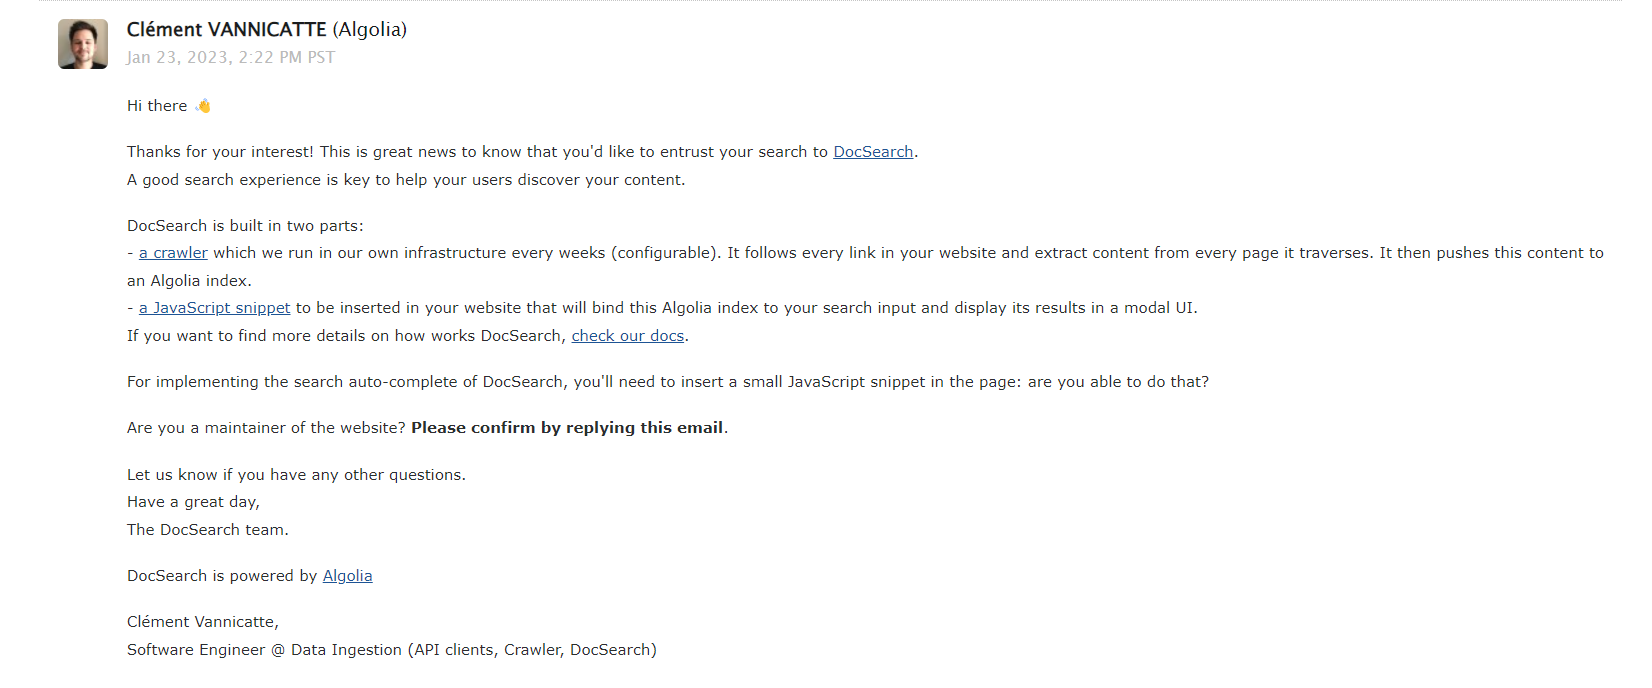 Clément VANNICATTE (Algolia)
Jan 23, 2023, 2:22 PM PST
Hi there 👋
Thanks for your interest! This is great news to know that you'd like to entrust your search to DocSearch.
A good search experience is key to help your users discover your content.
DocSearch is built in two parts:
- a crawler which we run in our own infrastructure every weeks (configurable). It follows every link in your website and extract content from every page it traverses. It then pushes this content to
an Algolia index.
- a JavaScript snippet to be inserted in your website that will bind this Algolia index to your search input and display its results in a modal UI.
If you want to find more details on how works DocSearch, check our docs.
For implementing the search auto-complete of DocSearch, you'll need to insert a small JavaScript snippet in the page: are you able to do that?
Are you a maintainer of the website? Please confirm by replying this email.
Let us know if you have any other questions.
Have a great day,
The DocSearch team.
DocSearch is powered by Algolia
Clément Vannicatte,
Software Engineer @ Data Ingestion (API clients, Crawler, DocSearch)